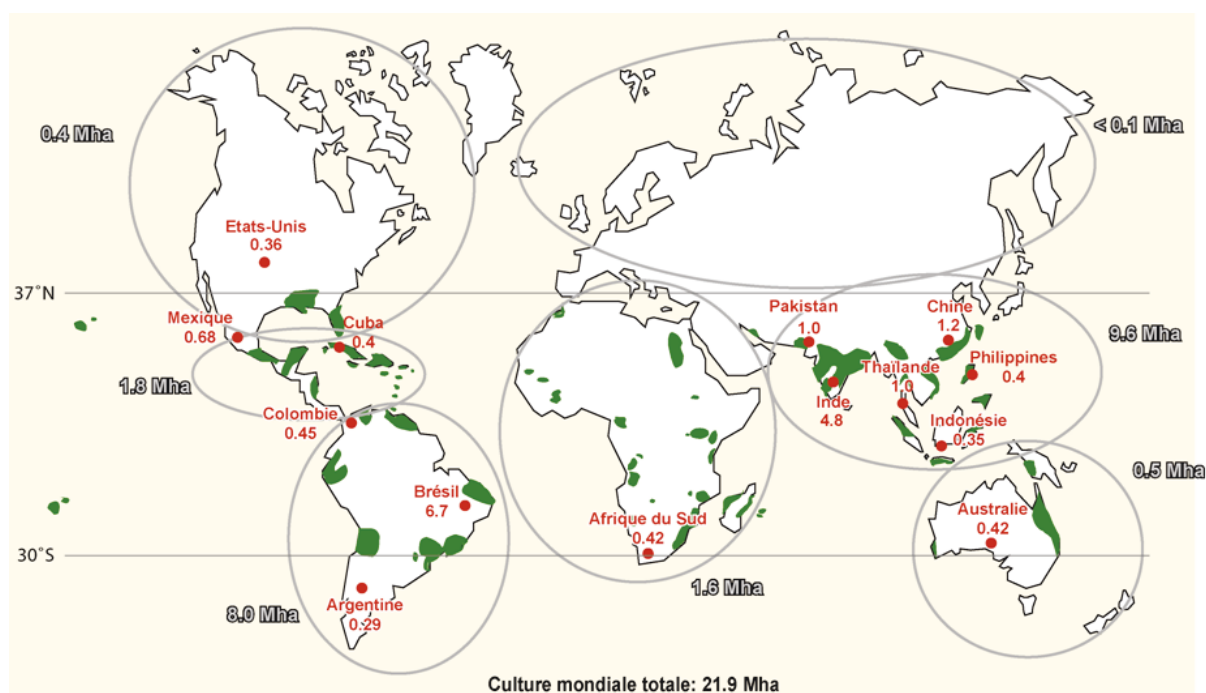 0.4 Mha
< 0.1 Mha
Etats-Unis
0.36
37°N
Mexique
0.68
Cuba
0.4
Pakistan
1.0
Chine
1.2
9.6 Mha
Philippines
0.4
Thaïlande
1.0
1.8 Mha
Inde
4.8
Colombie
0.45
Indonésie
0.35
0.5 Mha
Brésil
6.7
Afrique du Sud
0.42
Australie
0.42
30°S
1.6 Mha
Argentine
0.29
8.0 Mha
Culture mondiale totale: 21.9 Mha